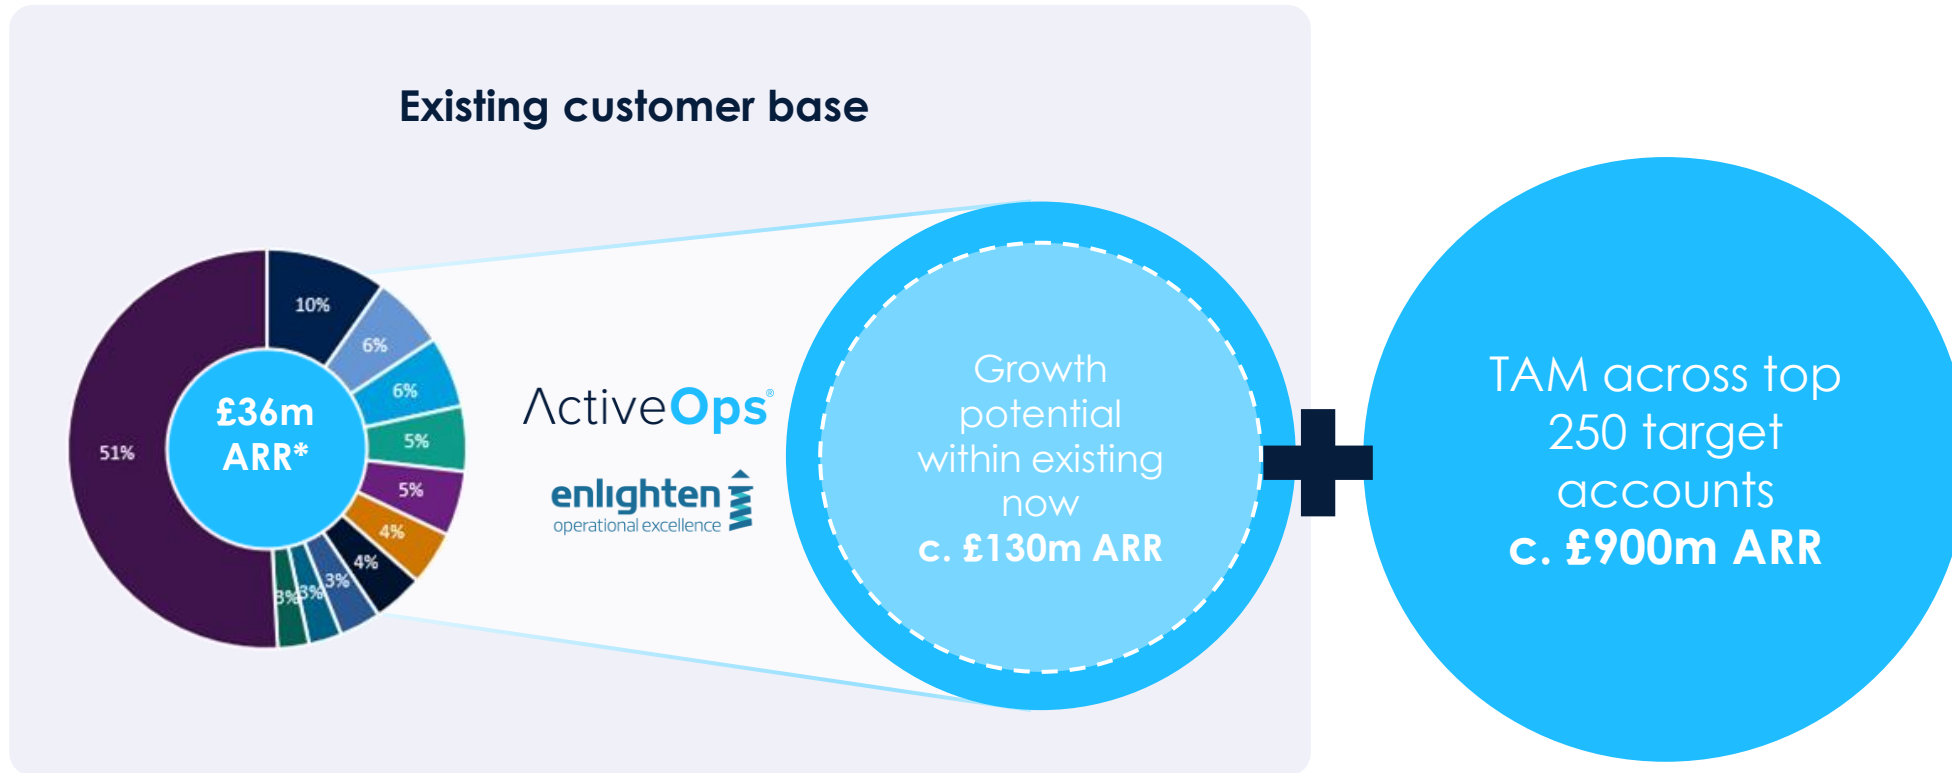 Existing customer base
10%
6%
6%
5%
5%
4%
4%
3%
3%
3%
51%
£36m
ARR*
ActiveOps®
enlighten
operational excellence
Growth
potential
within existing
now
c. £130m ARR
TAM across top
250 target
accounts
c. £900m ARR